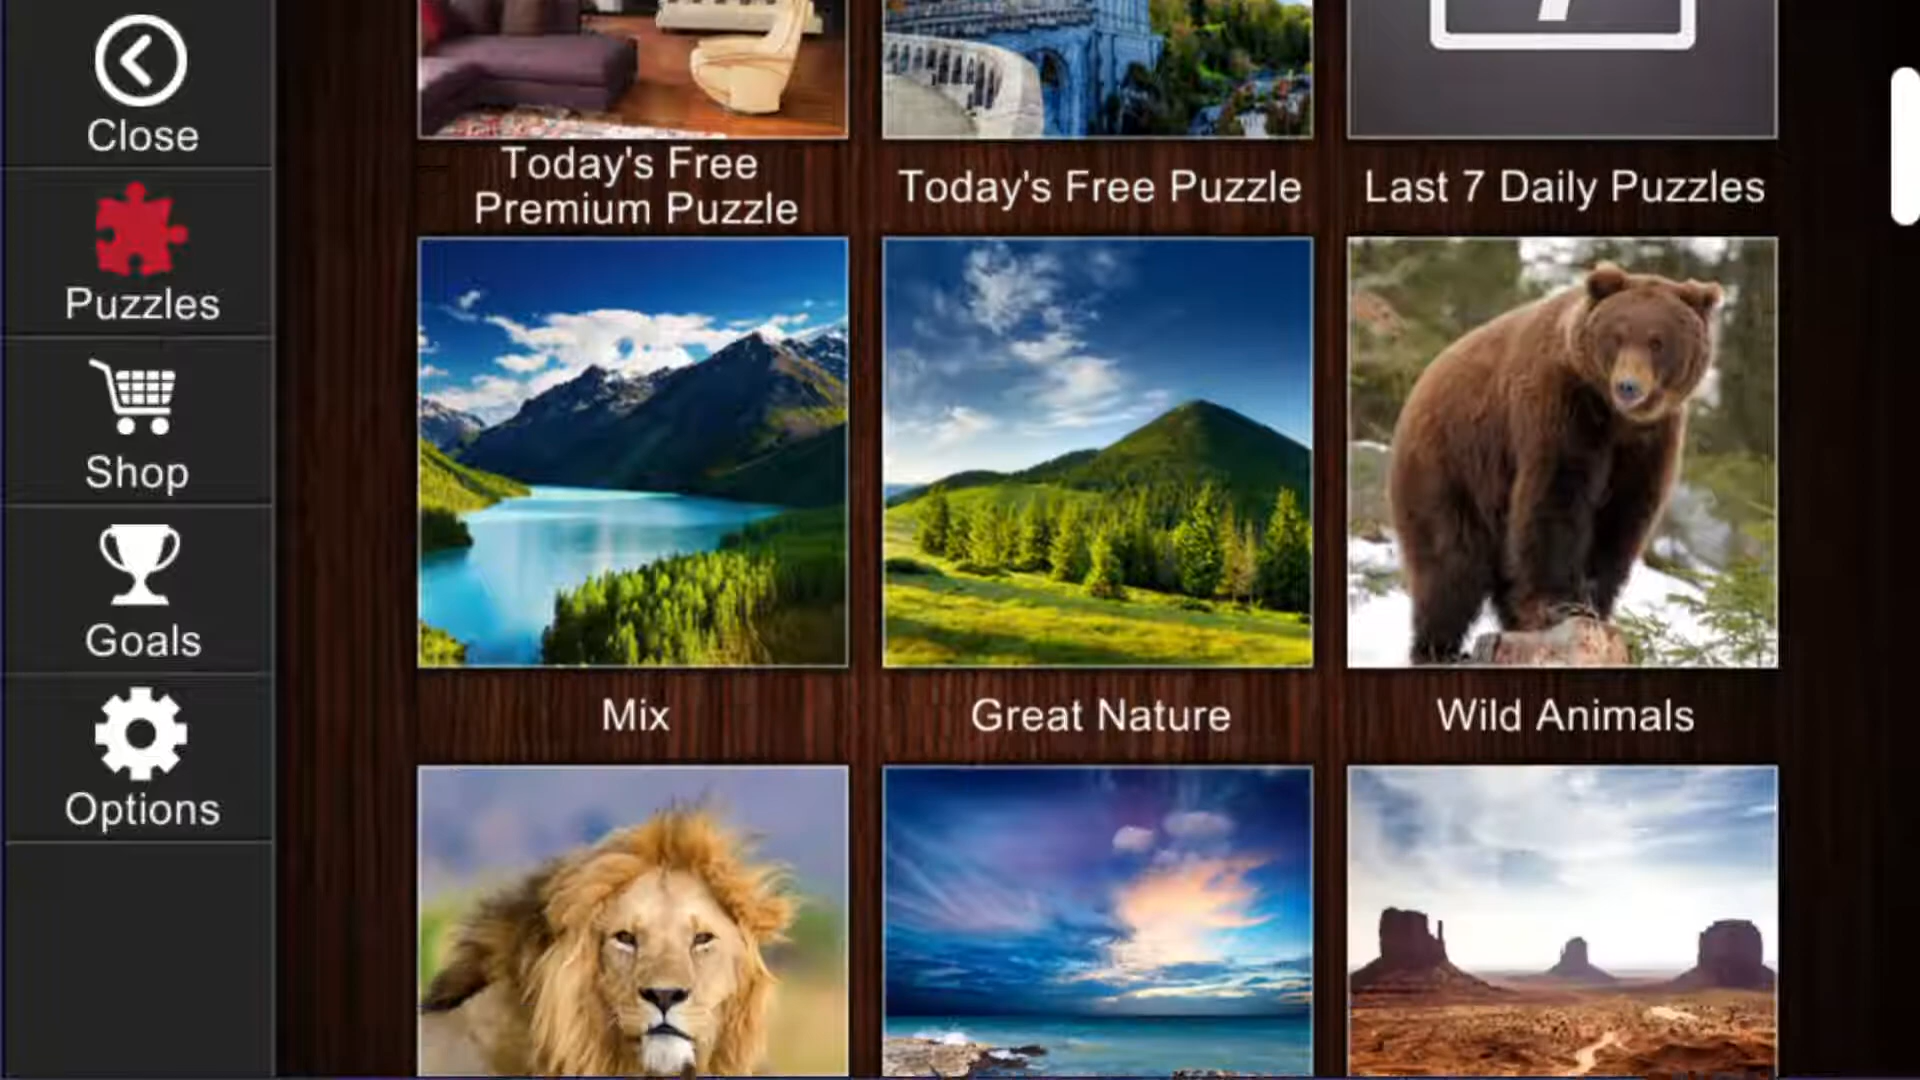 Close
Puzzles
Shop
Goals
Options
Today's Free
Premium Puzzle
Today's Free Puzzle
Last 7 Daily Puzzles
Mix
Great Nature
Wild Animals